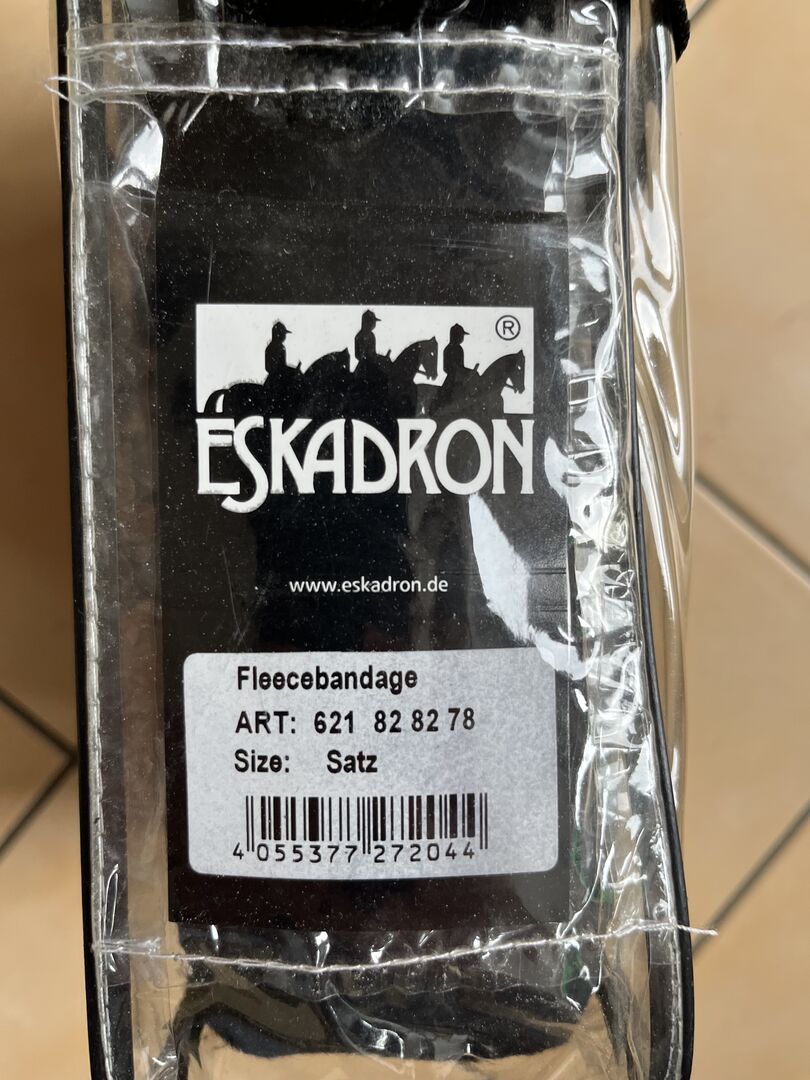 ®
ESKADRON
www.eskadron.de
Fleecebandage
ART: 621 82 82 78
Size: Satz
4 055377 272044